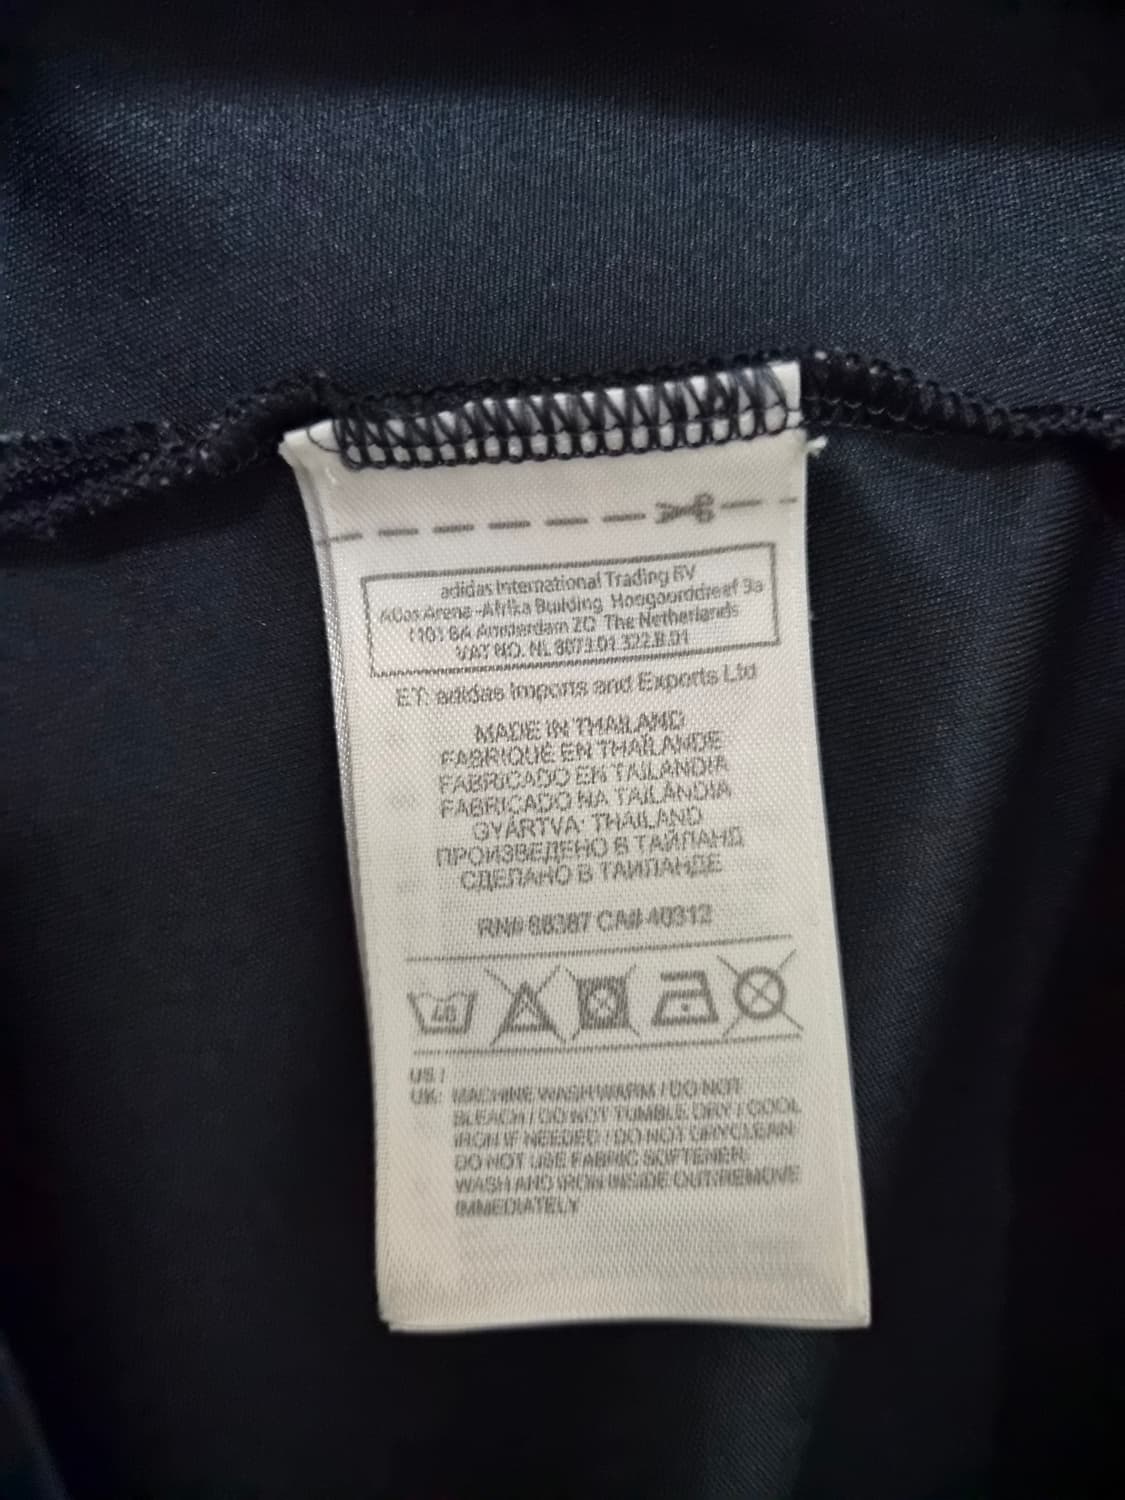 adidas International Trading BV
Adas Arena -Afrika Building Hoogoorddreef 9a
1101 BA Amsterdam ZO The Netherlands
VAT NO. NL 8073.01.322.B.01
ET: adidas Imports and Exports Ltd
MADE IN THAILAND
FABRIQUÉ EN THAÏLANDE
FABRICADO EN TAILANDIA
FABRICADO NA TAILÂNDIA
GYÁRTVA: THAILAND
ПРОИЗВЕДЕНО В ТАЙЛАНД
СДЕЛАНО В ТАИЛАНДЕ
RN# 88387 CA# 40312
40
US /
UK: MACHINE WASH WARM / DO NOT
BLEACH / DO NOT TUMBLE DRY / COOL
IRON IF NEEDED / DO NOT DRYCLEAN
DO NOT USE FABRIC SOFTENER,
WASH AND IRON INSIDE OUT/REMOVE
IMMEDIATELY